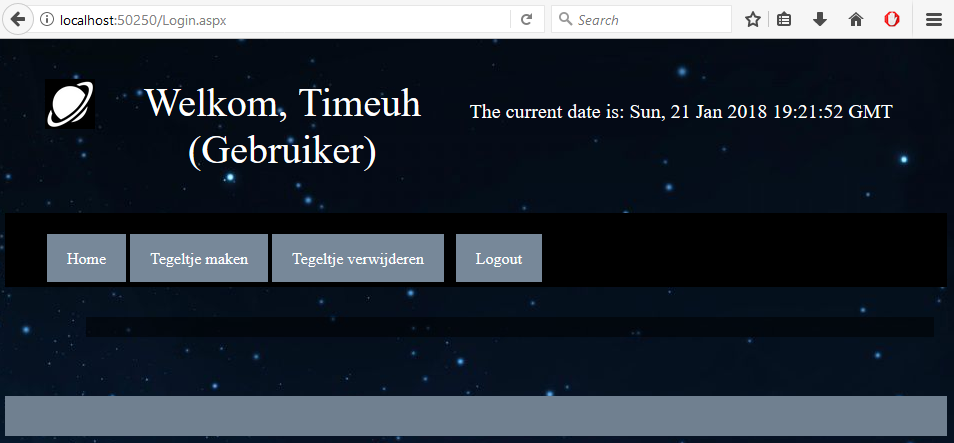 localhost:50250/Login.aspx
Search
Welkom, Timeuh
(Gebruiker)
The current date is: Sun, 21 Jan 2018 19:21:52 GMT
Home
Tegeltje maken
Tegeltje verwijderen
Logout